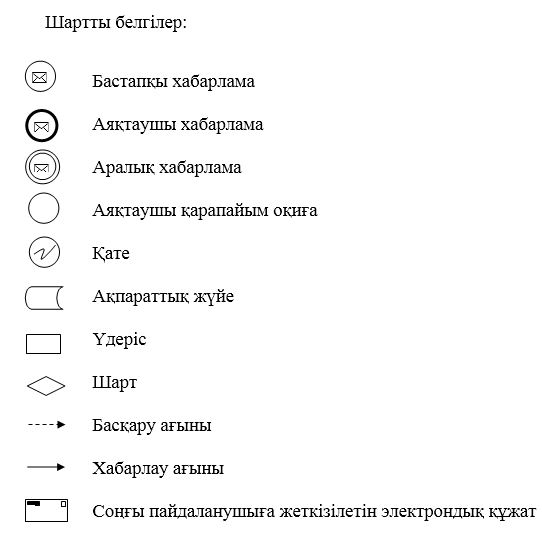 Шартты белгілер:
Бастапқы хабарлама
Аяқтаушы хабарлама
Аралық хабарлама
Аяқтаушы қарапайым оқиға
Қате
Ақпараттық жүйе
Үдеріс
Шарт
Басқару ағыны
Хабарлау ағыны
Соңғы пайдаланушыға жеткізілетін электрондық құжат